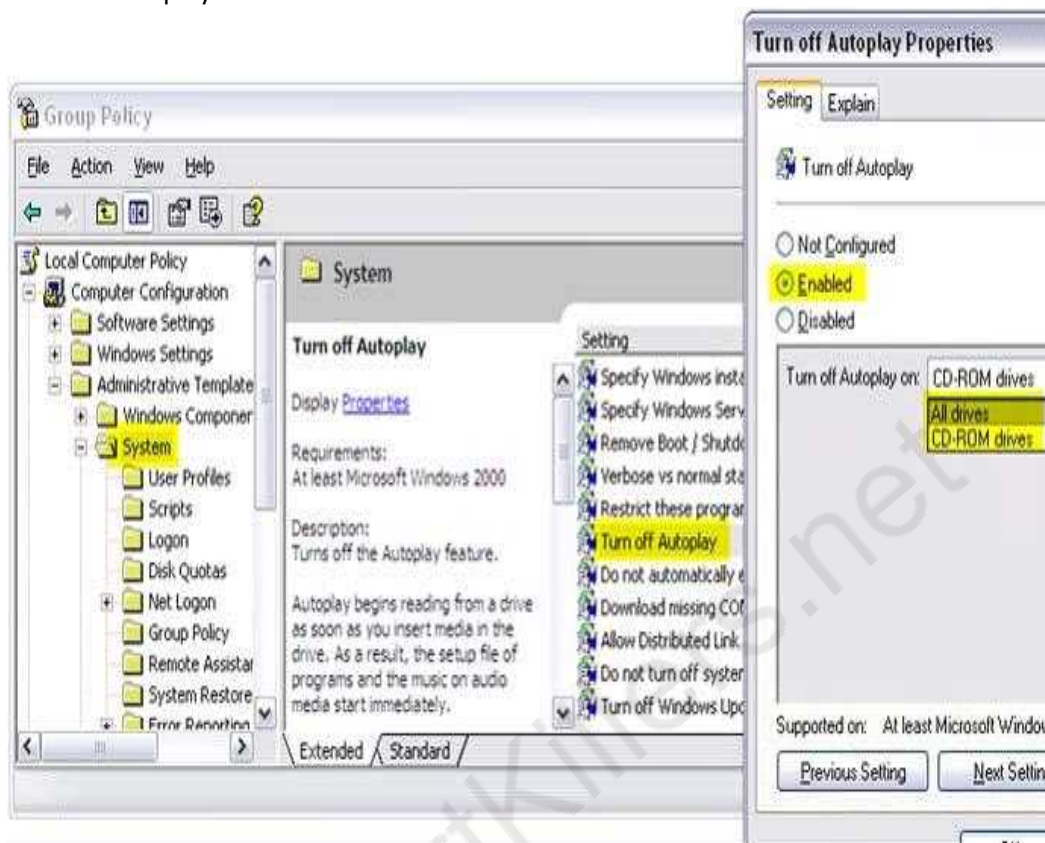 Group Policy
File Action View Help
Local Computer Policy
Computer Configuration
Software Settings
Windows Settings
Administrative Template
Windows Componer
System
User Profiles
Scripts
Logon
Disk Quotas
Net Logon
Group Policy
Remote Assistar
System Restore
Error Reporting
System
Turn off Autoplay
Display Properties
Requirements:
At least Microsoft Windows 2000
Description:
Turns off the Autoplay feature.
Autoplay begins reading from a drive
as soon as you insert media in the
drive. As a result, the setup file of
programs and the music on audio
media start immediately.
Setting
Specify Windows insta
Specify Windows Serv
Remove Boot / Shutdo
Verbose vs normal sta
Restrict these prograr
Turn off Autoplay
Do not automatically e
Download missing COM
Allow Distributed Link
Do not turn off syster
Turn off Windows Upd
Extended Standard
Turn off Autoplay Properties
Setting Explain
Turn off Autoplay
Not Configured
Enabled
Disabled
Turn off Autoplay on: CD-ROM drives
All drives
CD-ROM drives
Supported on: At least Microsoft Window
Previous Setting Next Settin